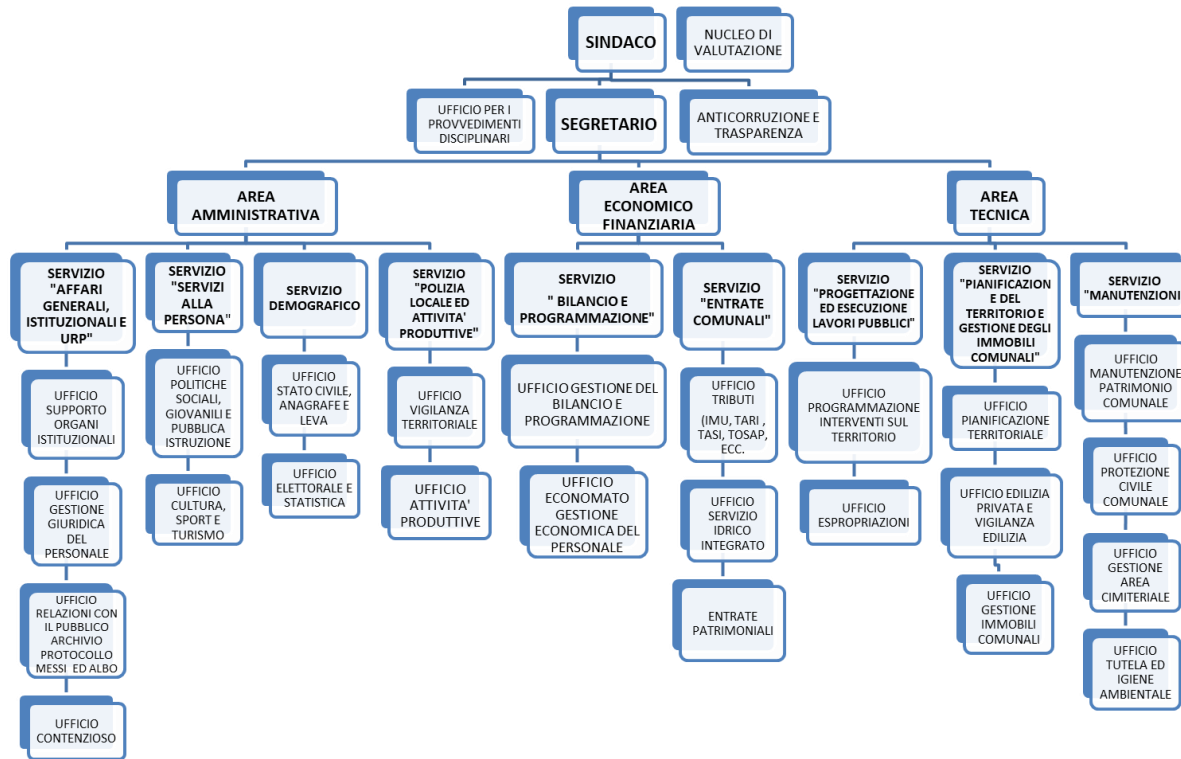 SINDACO
NUCLEO DI
VALUTAZIONE
UFFICIO PER I
PROVVEDIMENTI
DISCIPLINARI
SEGRETARIO
ANTICORRUZIONE E
TRASPARENZA
AREA
AMMINISTRATIVA
AREA
ECONOMICO
FINANZIARIA
AREA
TECNICA
SERVIZIO
"AFFARI
GENERALI,
ISTITUZIONALI E
URP"
SERVIZIO
"SERVIZI
ALLA
PERSONA"
SERVIZIO
DEMOGRAFICO
SERVIZIO
"POLIZIA
LOCALE ED
ATTIVITA'
PRODUTTIVE"
SERVIZIO
" BILANCIO E
PROGRAMMAZIONE"
SERVIZIO
"ENTRATE
COMUNALI"
SERVIZIO
"PROGETTAZIONE
ED ESECUZIONE
LAVORI PUBBLICI"
SERVIZIO
"PIANIFICAZION
E DEL
TERRITORIO E
GESTIONE DEGLI
IMMOBILI
COMUNALI"
SERVIZIO
"MANUTENZIONI
UFFICIO
SUPPORTO
ORGANI
ISTITUZIONALI
UFFICIO
GESTIONE
GIURIDICA
DEL
PERSONALE
UFFICIO
RELAZIONI CON
IL PUBBLICO
ARCHIVIO
PROTOCOLLO
MESSI ED ALBO
UFFICIO
CONTENZIOSO
UFFICIO
POLITICHE
SOCIALI,
GIOVANILI E
PUBBLICA
ISTRUZIONE
UFFICIO
CULTURA,
SPORT E
TURISMO
UFFICIO
STATO CIVILE,
ANAGRAFE E
LEVA
UFFICIO
ELETTORALE E
STATISTICA
UFFICIO
VIGILANZA
TERRITORIALE
UFFICIO
ATTIVITA'
PRODUTTIVE
UFFICIO GESTIONE DEL
BILANCIO E
PROGRAMMAZIONE
UFFICIO
ECONOMATO
GESTIONE
ECONOMICA DEL
PERSONALE
UFFICIO
TRIBUTI
(IMU, TARI ,
TASI, TOSAP,
ECC.
UFFICIO
SERVIZIO
IDRICO
INTEGRATO
ENTRATE
PATRIMONIALI
UFFICIO
PROGRAMMAZIONE
INTERVENTI SUL
TERRITORIO
UFFICIO
ESPROPRIAZIONI
UFFICIO
PIANIFICAZIONE
TERRITORIALE
UFFICIO EDILIZIA
PRIVATA E
VIGILANZA
EDILIZIA
UFFICIO
GESTIONE
IMMOBILI
COMUNALI
UFFICIO
MANUTENZIONE
PATRIMONIO
COMUNALE
UFFICIO
PROTEZIONE
CIVILE
COMUNALE
UFFICIO
GESTIONE
AREA
CIMITERIALE
UFFICIO
TUTELA ED
IGIENE
AMBIENTALE